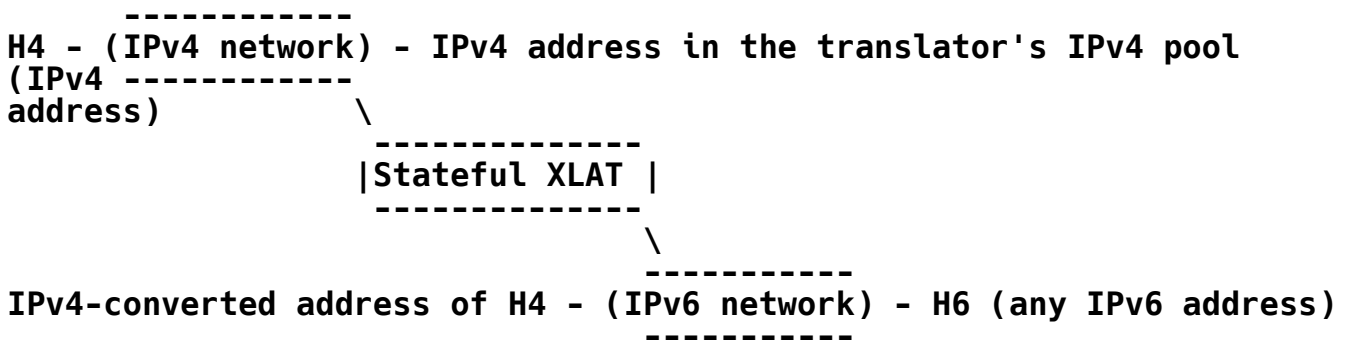 ------------
H4 - (IPv4 network) - IPv4 address in the translator's IPv4 pool
(IPv4 ------------
address)          \
                   --------------
                  |Stateful XLAT |
                   --------------
                                 \
                                 -----------
IPv4-converted address of H4 - (IPv6 network) - H6 (any IPv6 address)
                                 -----------